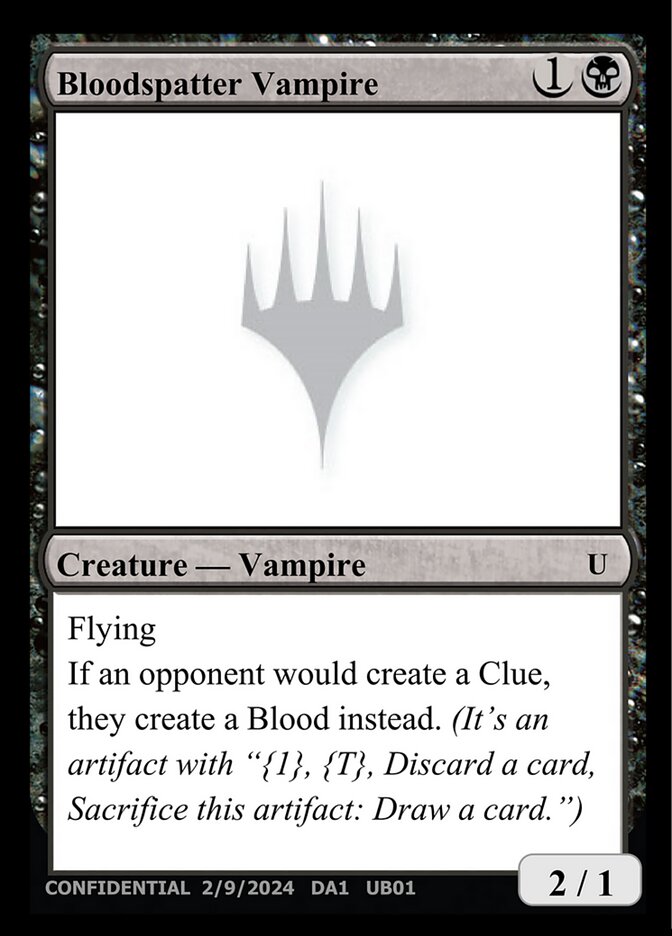 Bloodspatter Vampire 1
Creature — Vampire U
Flying
If an opponent would create a Clue,
they create a Blood instead. (It’s an
artifact with “{1}, {T}, Discard a card,
Sacrifice this artifact: Draw a card.”)
CONFIDENTIAL 2/9/2024 DA1 UB01
2 / 1